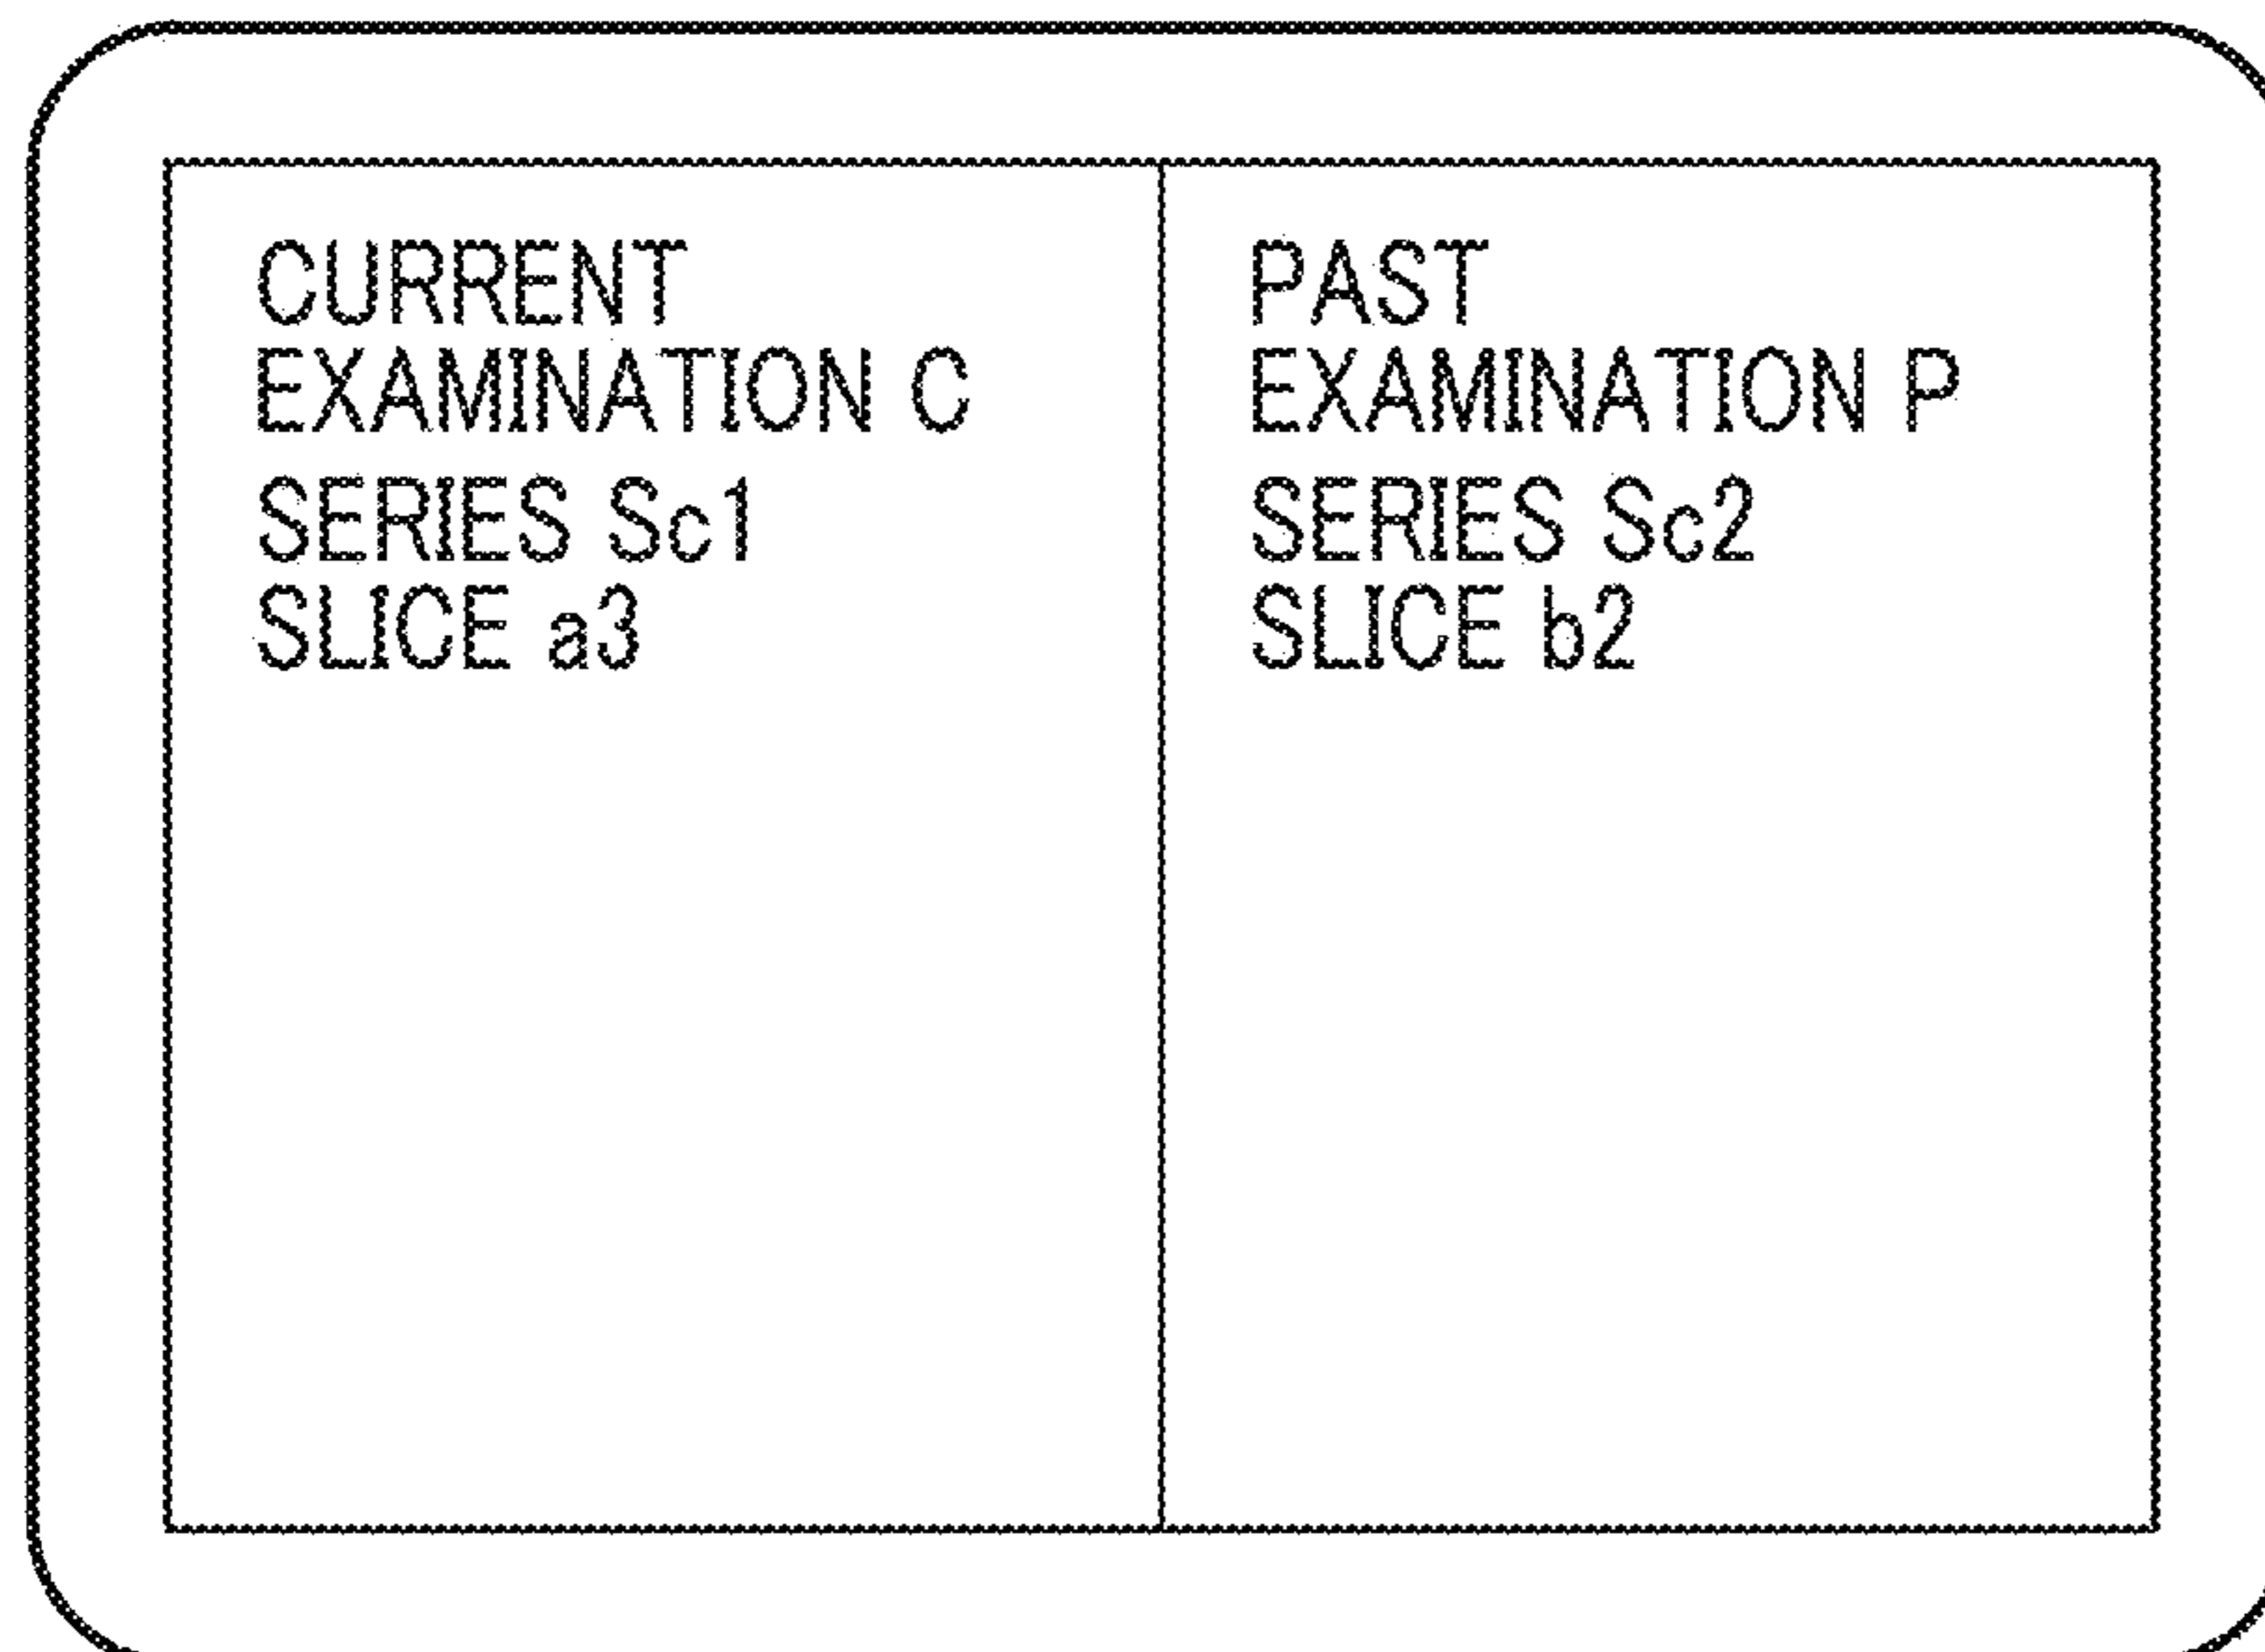 CURRENT
EXAMINATION C
SERIES Sc1
SLICE a3
PAST
EXAMINATION P
SERIES Sc2
SLICE b2